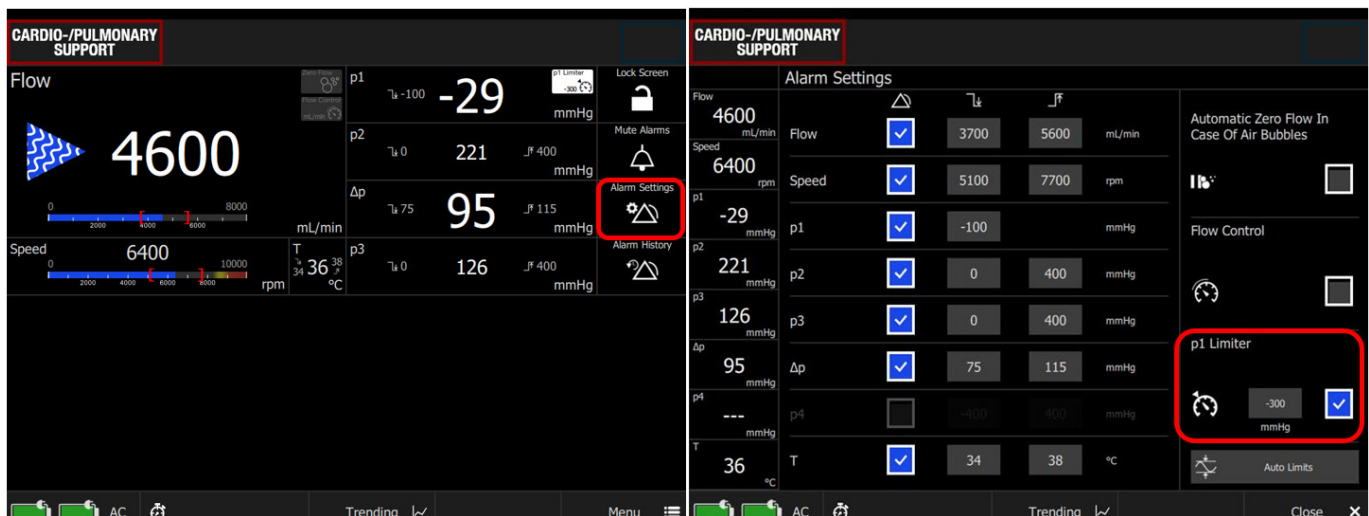 CARDIO-/PULMONARY
SUPPORT
Flow
Zero Flow
Flow Control
mL/min
4600
0 8000
2000 4000 6000
mL/min
Speed 6400
0 10000
2000 4000 6000 8000
rpm
T
34 36 38
°C
p1
-100 -29
p1 Limiter
-300
mmHg
p2
0 221 400
mmHg
Δp
75 95 115
mmHg
p3
0 126 400
mmHg
Lock Screen
Mute Alarms
Alarm Settings
Alarm History
AC Trending Menu
CARDIO-/PULMONARY
SUPPORT
Alarm Settings
Flow
4600
mL/min
Speed
6400
rpm
p1
-29
mmHg
p2
221
mmHg
p3
126
mmHg
Δp
95
mmHg
p4
---
mmHg
T
36
°C
Flow 3700 5600 mL/min
Speed 5100 7700 rpm
p1 -100 mmHg
p2 0 400 mmHg
p3 0 400 mmHg
Δp 75 115 mmHg
p4 -400 400 mmHg
T 34 38 °C
Automatic Zero Flow In
Case Of Air Bubbles
Flow Control
p1 Limiter
-300
mmHg
Auto Limits
AC Trending Close